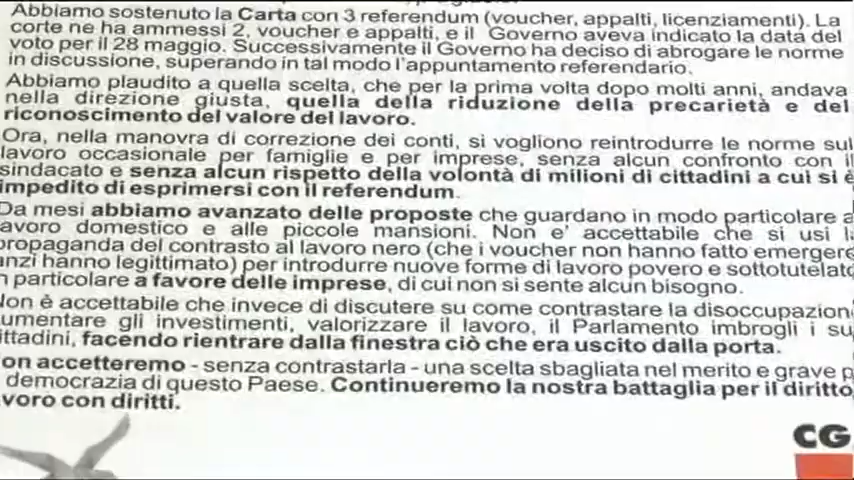 Abbiamo sostenuto la Carta con 3 referendum (voucher, appalti, licenziamenti). La
corte ne ha ammessi 2, voucher e appalti, e il Governo aveva indicato la data del
voto per il 28 maggio. Successivamente il Governo ha deciso di abrogare le norme
in discussione, superando in tal modo l'appuntamento referendario.
Abbiamo plaudito a quella scelta, che per la prima volta dopo molti anni, andava
nella direzione giusta, quella della riduzione della precarietà e del
riconoscimento del valore del lavoro.
Ora, nella manovra di correzione dei conti, si vogliono reintrodurre le norme sul
lavoro occasionale per famiglie e per imprese, senza alcun confronto con il
sindacato e senza alcun rispetto della volontà di milioni di cittadini a cui si è
impedito di esprimersi con il referendum.
Da mesi abbiamo avanzato delle proposte che guardano in modo particolare a
lavoro domestico e alle piccole mansioni. Non e' accettabile che si usi l
propaganda del contrasto al lavoro nero (che i voucher non hanno fatto emergere
anzi hanno legittimato) per introdurre nuove forme di lavoro povero e sottotutelato
n particolare a favore delle imprese, di cui non si sente alcun bisogno.
Non è accettabile che invece di discutere su come contrastare la disoccupazion
umentare gli investimenti, valorizzare il lavoro, il Parlamento imbrogli i su
ittadini, facendo rientrare dalla finestra ciò che era uscito dalla porta.
on accetteremo - senza contrastarla - una scelta sbagliata nel merito e grave p
democrazia di questo Paese. Continueremo la nostra battaglia per il diritto
voro con diritti.
CG